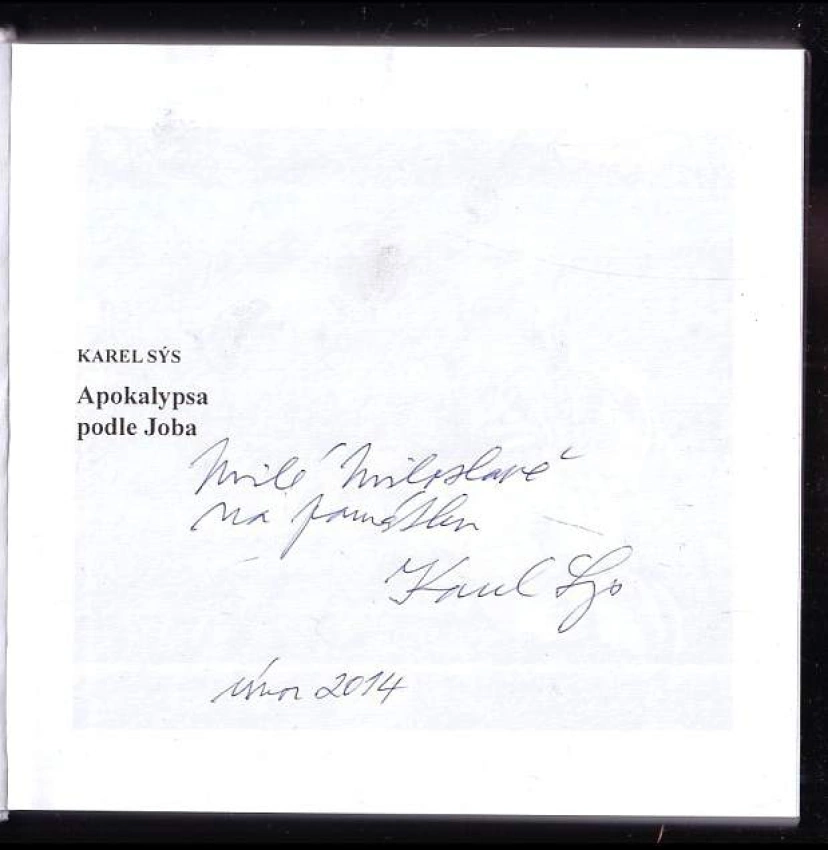 KAREL SÝS
Apokalypsa
podle Joba
Milé Miloslavě
na památku
Karel Sýs
únor 2014